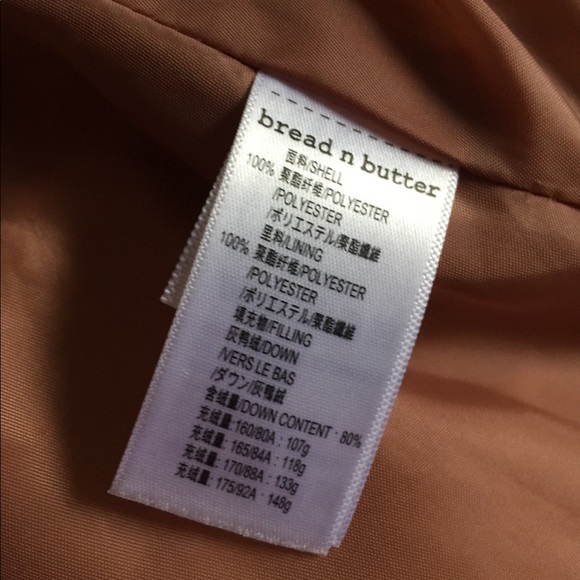 bread n butter
面料/SHELL
100% 聚酯纤维/POLYESTER
/POLYESTER
/ポリエステル/聚酯纖維
里料/LINING
100% 聚酯纤维/POLYESTER
/POLYESTER
/ポリエステル/聚酯纖維
填充物/FILLING
灰鸭绒/DOWN
/VERS LE BAS
/ダウン/灰鴨絨
含绒量/DOWN CONTENT : 80%
充绒量:160/80A : 107g
充绒量: 165/84A : 118g
充绒量: 170/88A : 133g
充绒量: 175/92A : 148g